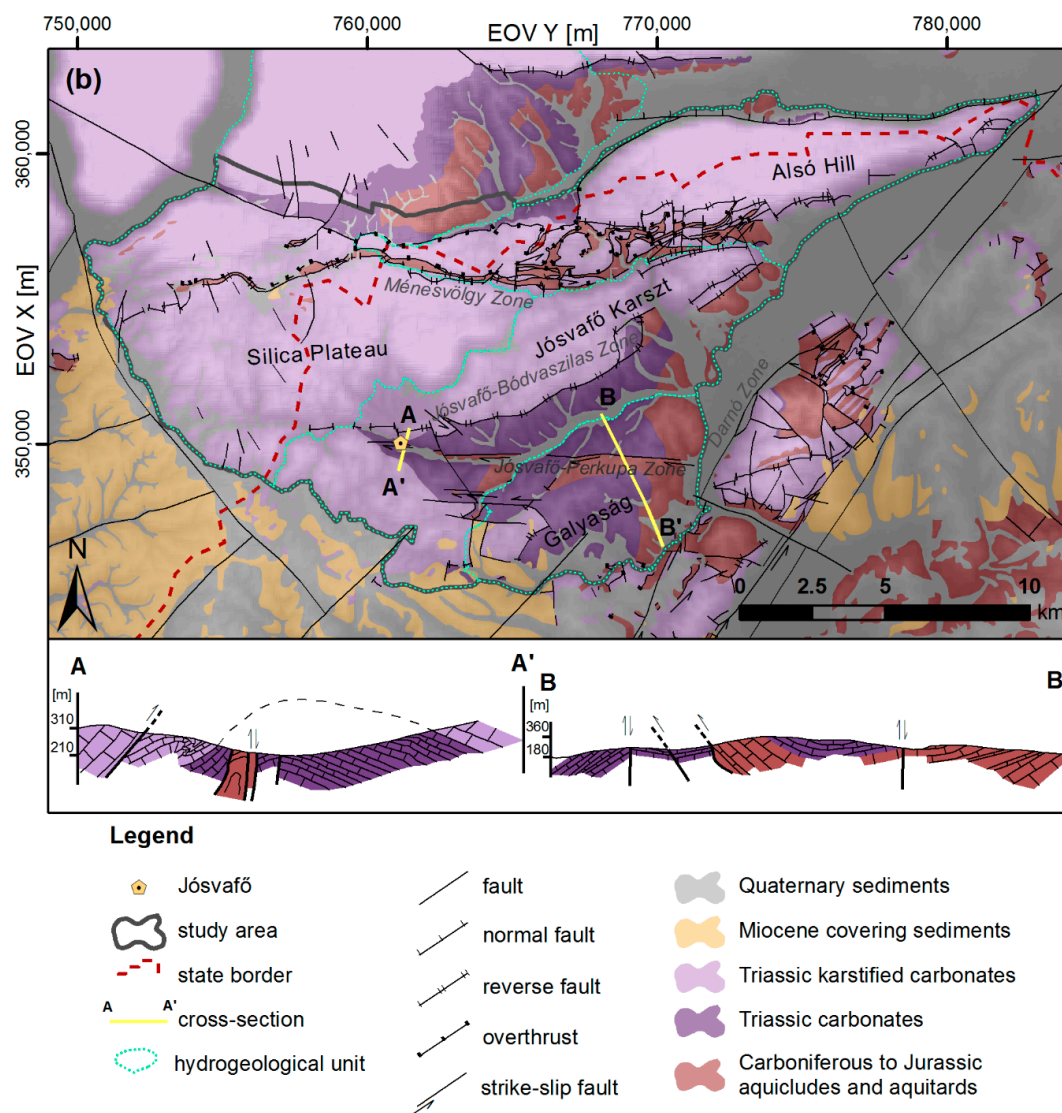 750,000
760,000
770,000
780,000
EOV Y [m]
(b)
360,000
EOV X [m]
350,000
Alsó Hill
Ménesvölgy Zone
Silica Plateau
Jósvafő Karszt
Jósvafő-Bódvaszilas Zone
A
B
Darnó Zone
Jósvafő-Perkupa Zone
A'
Galyaság
B'
N
0
2.5
5
10
km
A
A'
B
B
[m]
310
210
[m]
360
180
Legend
Jósvafő
study area
state border
A A'
cross-section
hydrogeological unit
fault
normal fault
reverse fault
overthrust
strike-slip fault
Quaternary sediments
Miocene covering sediments
Triassic karstified carbonates
Triassic carbonates
Carboniferous to Jurassic
aquicludes and aquitards